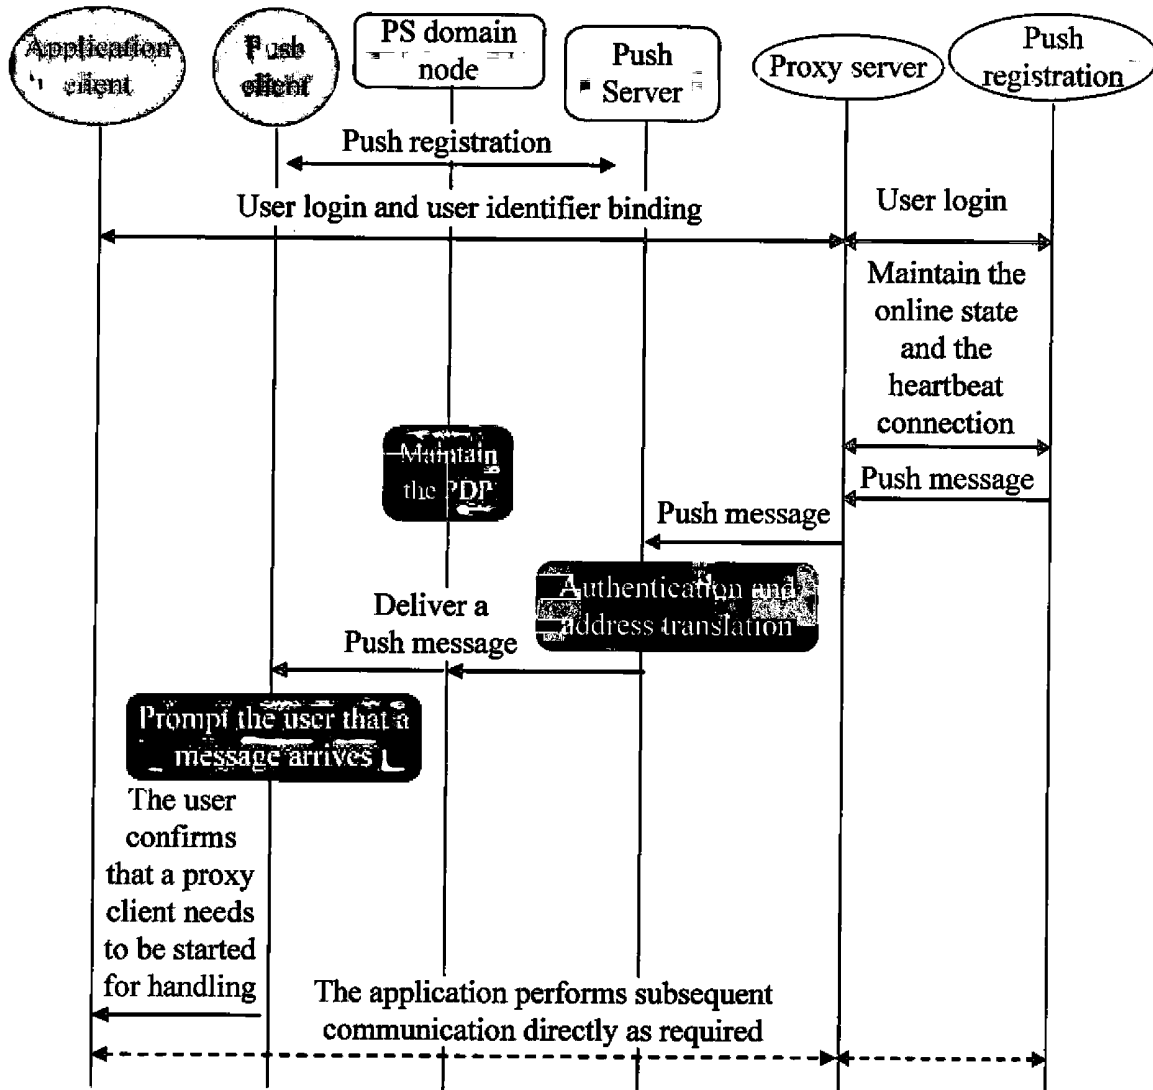 Application
client
Push
client
PS domain
node
Push
Server
Proxy server
Push
registration
Push registration
User login and user identifier binding
User login
Maintain the
online state
and the
heartbeat
connection
Maintain
the PDP
Push message
Push message
Authentication and
address translation
Deliver a
Push message
Prompt the user that a
message arrives
The user
confirms
that a proxy
client needs
to be started
for handling
The application performs subsequent
communication directly as required